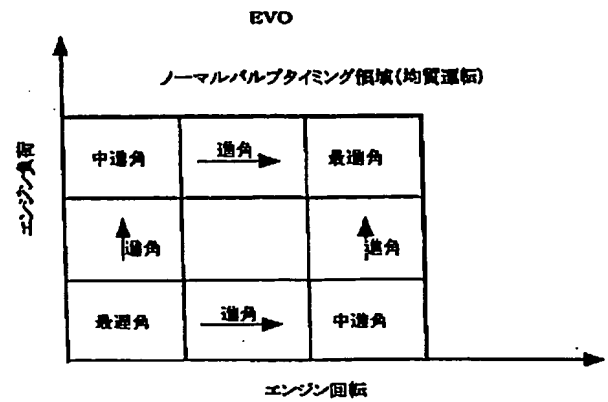 EVO
ノーマルバルブタイミング領域(均質運転)
エンジン負荷
中進角
進角
最進角
進角
進角
最遅角
進角
中進角
エンジン回転